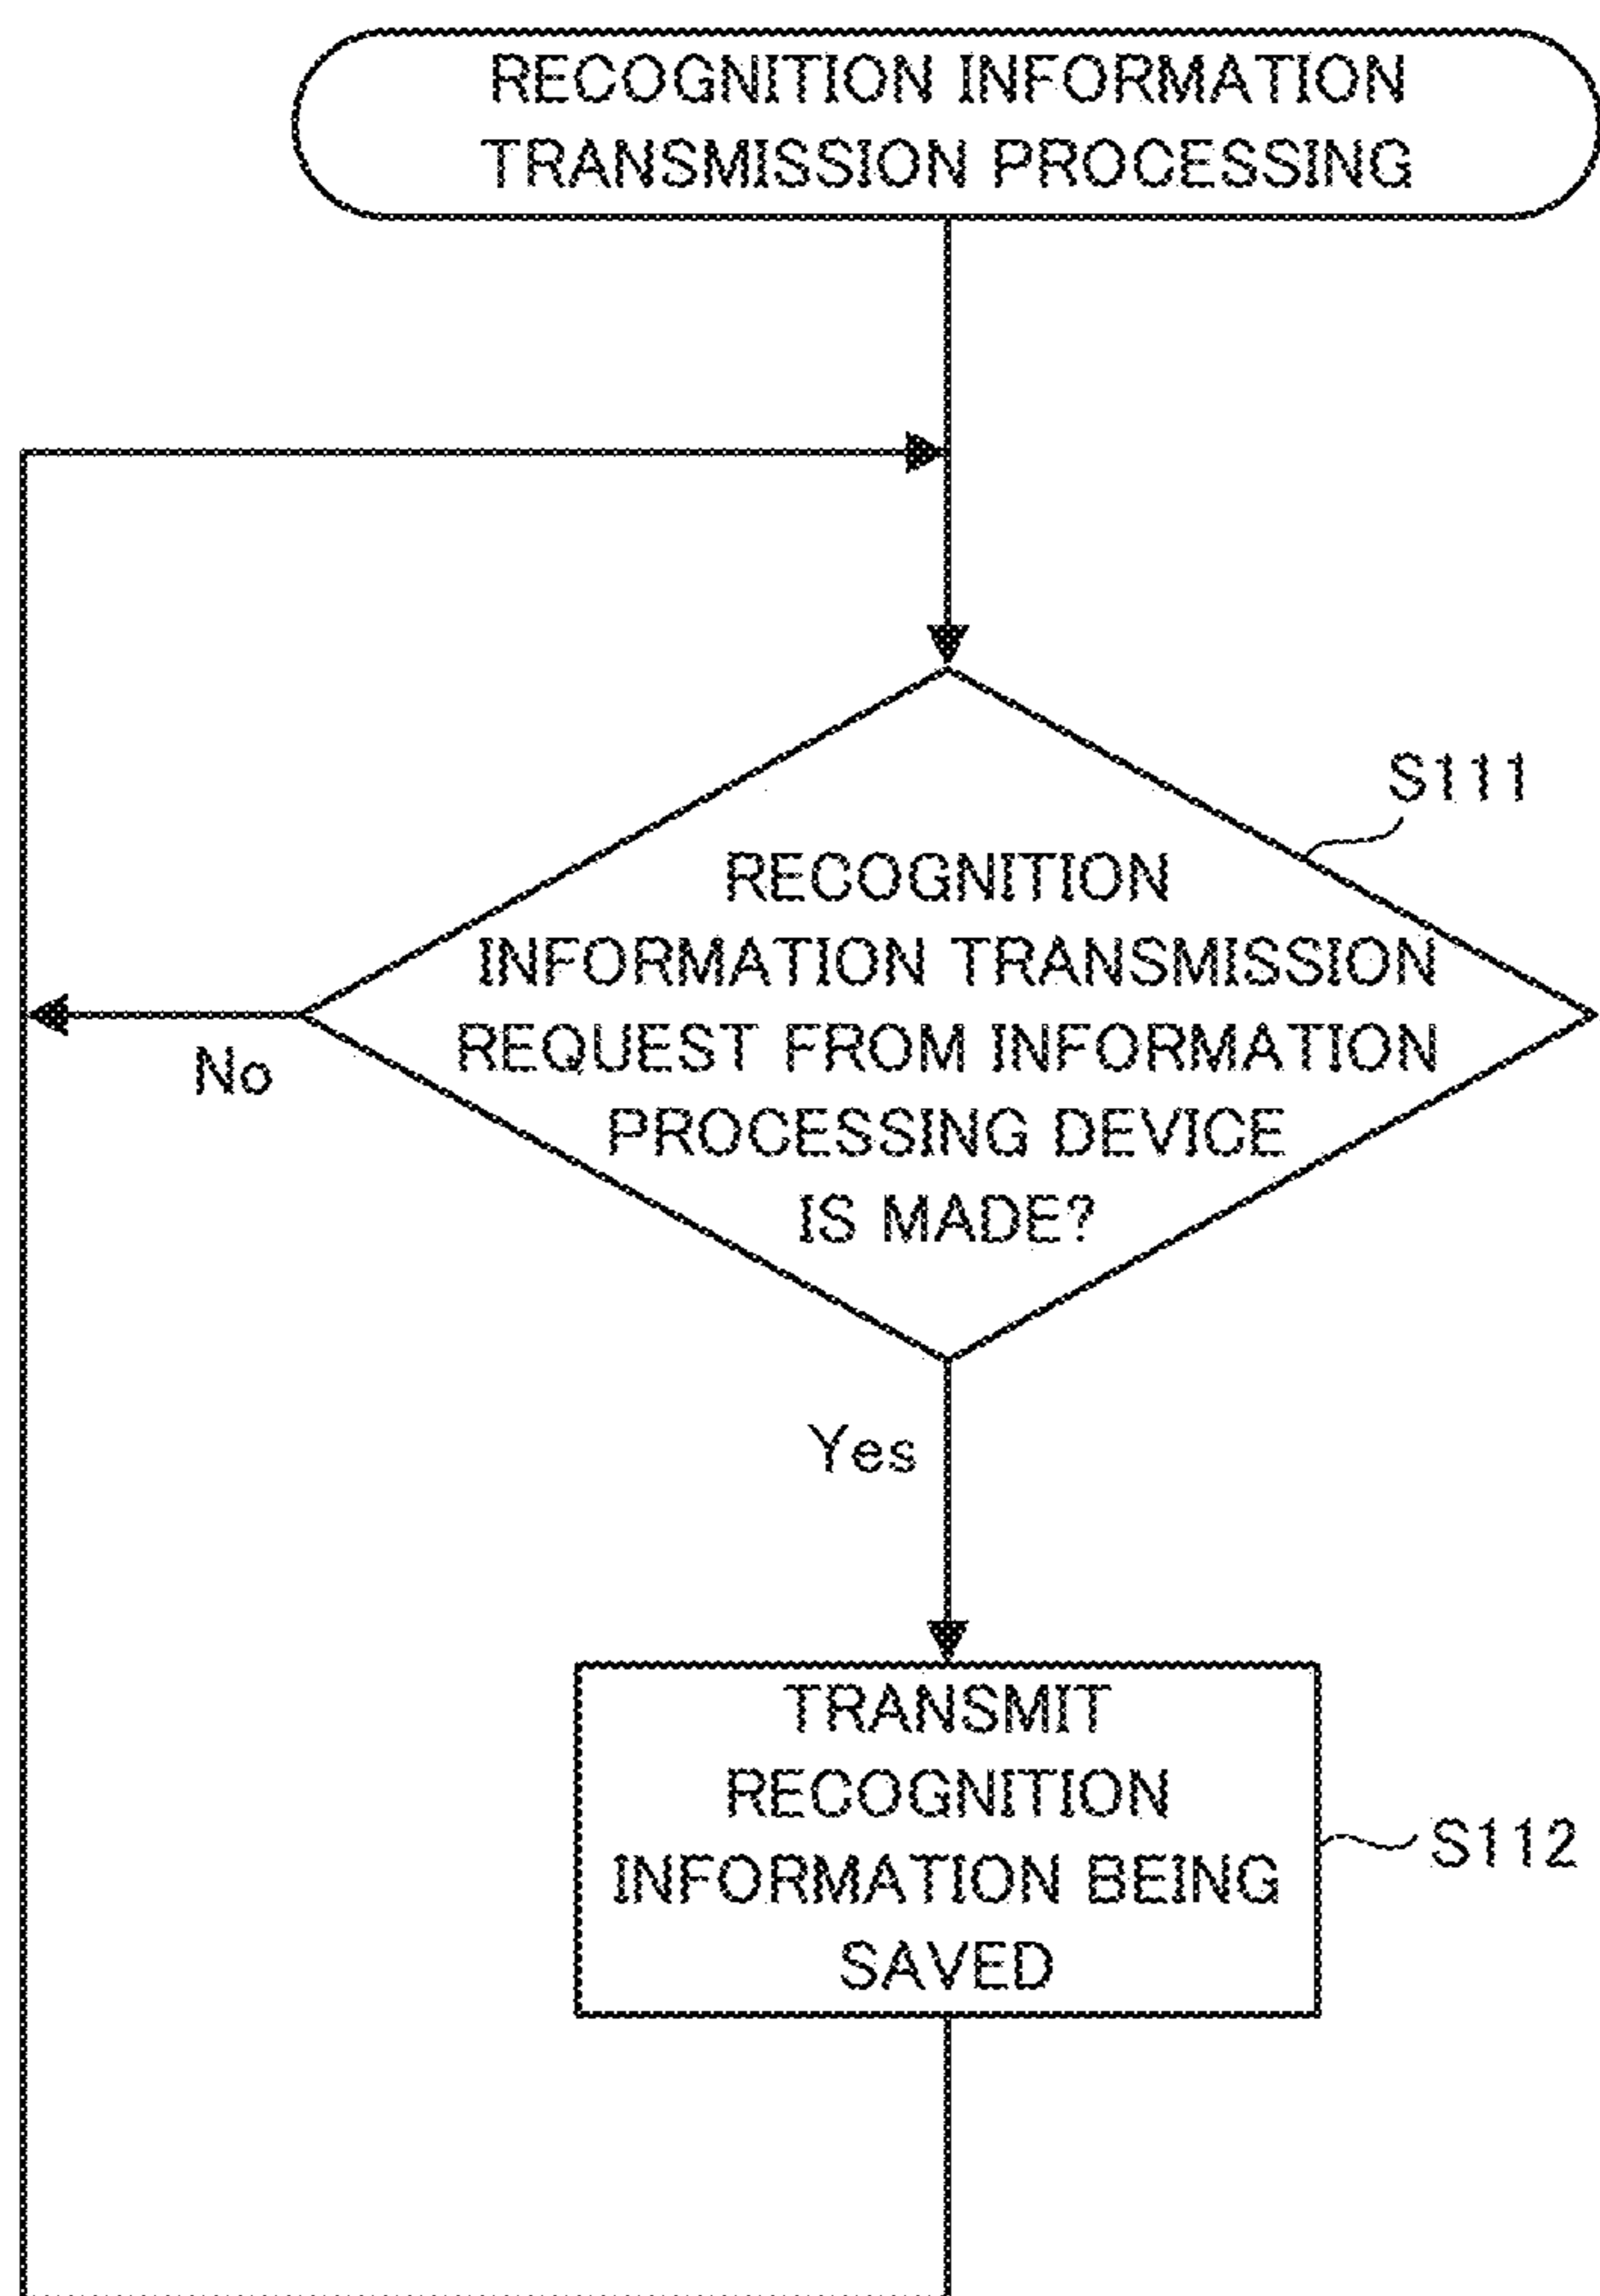 RECOGNITION INFORMATION
TRANSMISSION PROCESSING
S111
RECOGNITION
INFORMATION TRANSMISSION
REQUEST FROM INFORMATION
PROCESSING DEVICE
IS MADE?
No
Yes
TRANSMIT
RECOGNITION
INFORMATION BEING
SAVED
S112